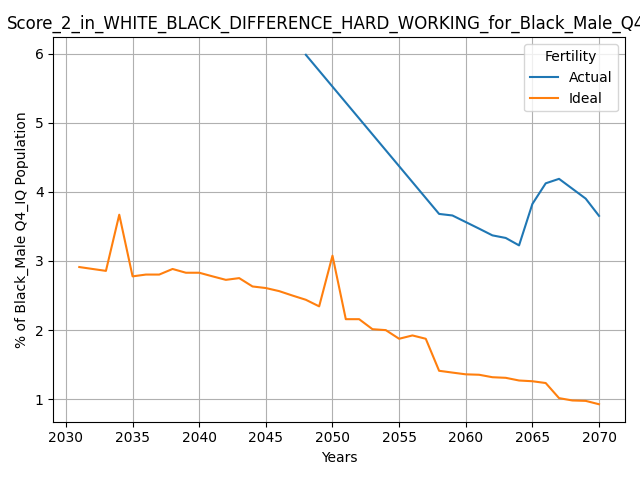 Score_2_in_WHITE_BLACK_DIFFERENCE_HARD_WORKING_for_Black_Male_Q4
Fertility
Actual
Ideal
% of Black_Male Q4_IQ Population
6
5
4
3
2
1
2030 2035 2040 2045 2050 2055 2060 2065 2070
Years